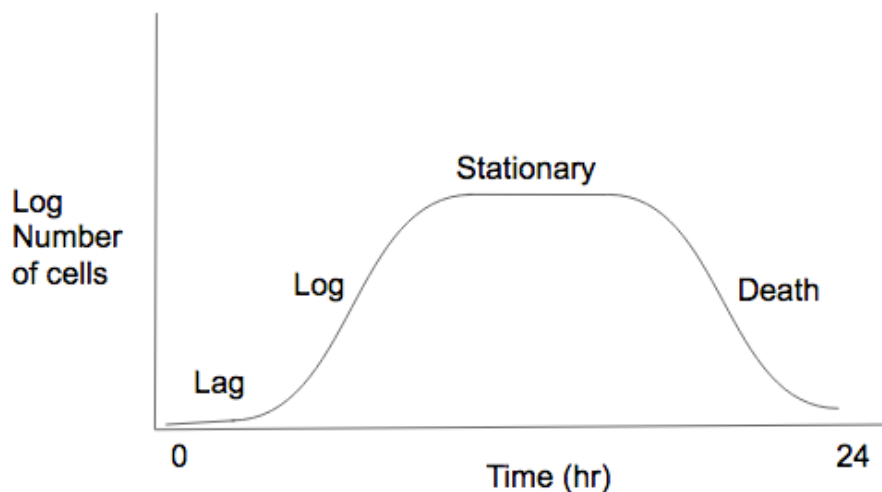 Stationary
Log
Number
of cells
Log
Death
Lag
0
24
Time (hr)